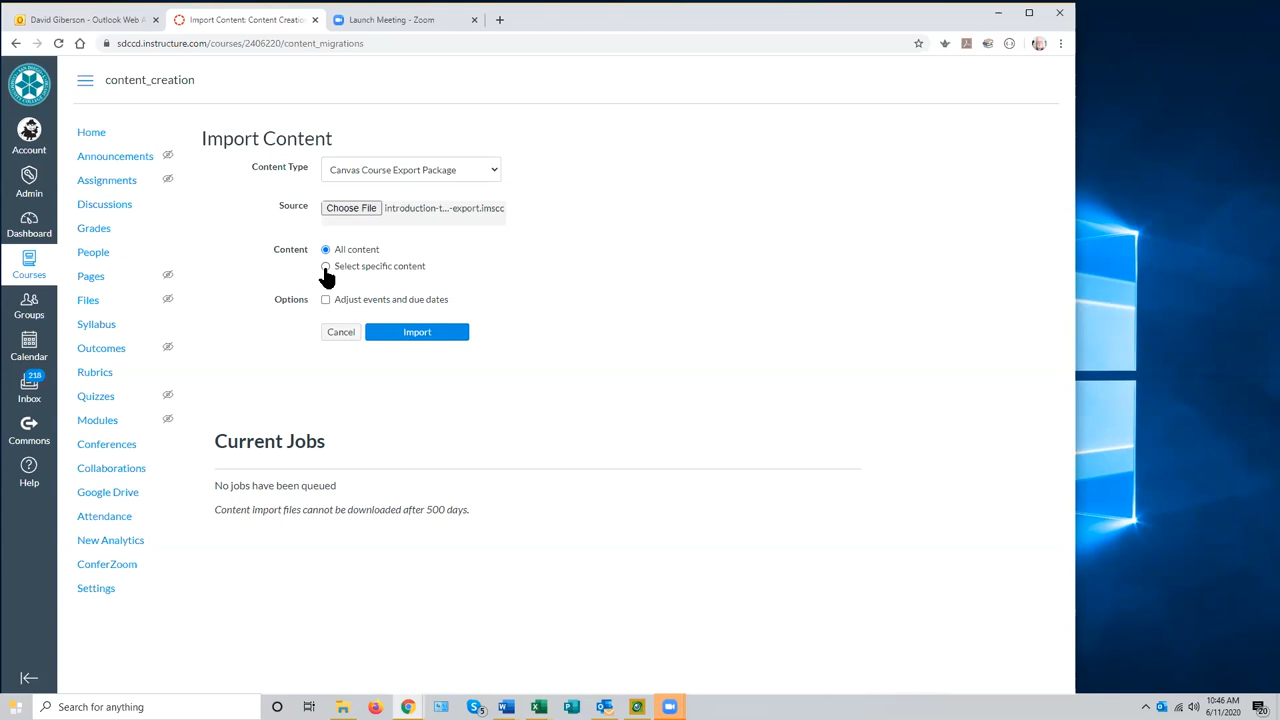 David Giberson - Outlook Web A
Import Content: Content Creatio
Launch Meeting - Zoom
sdccd.instructure.com/courses/2406220/content_migrations
content_creation
Account
Admin
Dashboard
Courses
Groups
Calendar
218
Inbox
Commons
Help
Home
Announcements
Assignments
Discussions
Grades
People
Pages
Files
Syllabus
Outcomes
Rubrics
Quizzes
Modules
Conferences
Collaborations
Google Drive
Attendance
New Analytics
ConferZoom
Settings
Import Content
Content Type
Canvas Course Export Package
Source
Choose File introduction-t...-export.imscc
Content
All content
Select specific content
Options
Adjust events and due dates
Cancel
Import
Current Jobs
No jobs have been queued
Content import files cannot be downloaded after 500 days.
Search for anything
5
10:46 AM
6/11/2020
20